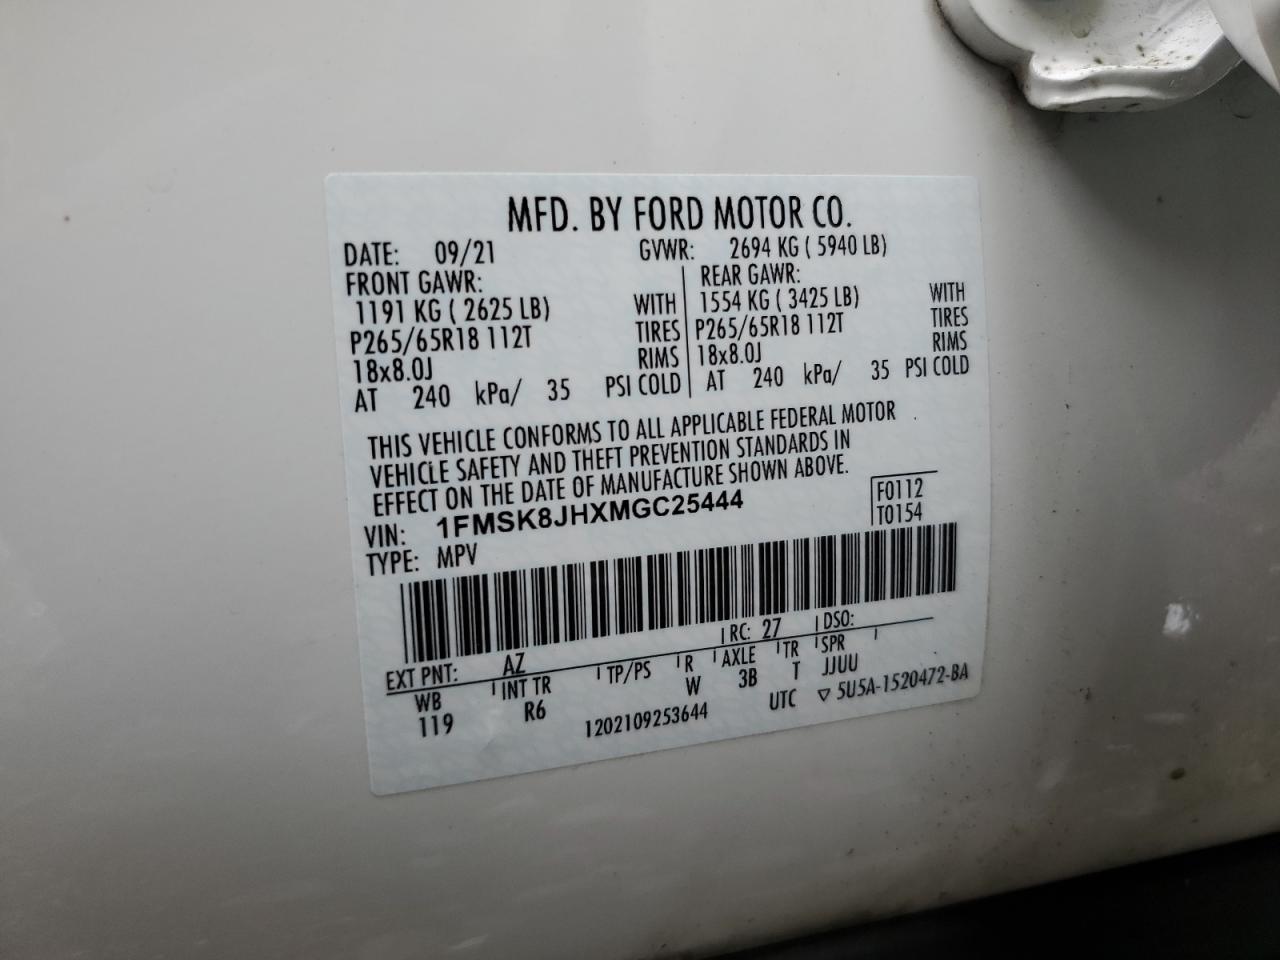 MFD. BY FORD MOTOR CO.
DATE: 09/21 GVWR: 2694 KG ( 5940 LB)
FRONT GAWR: REAR GAWR:
1191 KG ( 2625 LB) WITH 1554 KG ( 3425 LB) WITH
P265/65R18 112T TIRES P265/65R18 112T TIRES
18x8.0J RIMS 18x8.0J RIMS
AT 240 kPa/ 35 PSI COLD AT 240 kPa/ 35 PSI COLD
THIS VEHICLE CONFORMS TO ALL APPLICABLE FEDERAL MOTOR
VEHICLE SAFETY AND THEFT PREVENTION STANDARDS IN
EFFECT ON THE DATE OF MANUFACTURE SHOWN ABOVE.
VIN: 1FMSK8JHXMGC25444 F0112
TYPE: MPV T0154
EXT PNT: AZ RC: 27 DSO:
WB INT TR TP/PS R AXLE TR SPR
119 R6 W 3B T JJUU
1202109253644 UTC ▽ 5U5A-1520472-BA